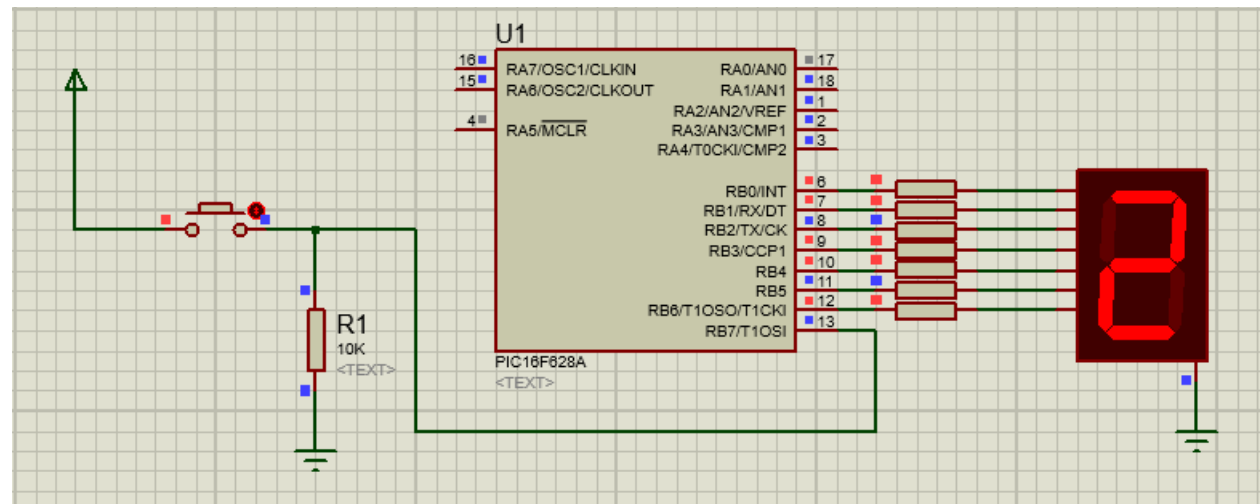 U1
16
15
4
RA7/OSC1/CLKIN
RA6/OSC2/CLKOUT
RA5/MCLR
RA0/AN0
RA1/AN1
RA2/AN2/VREF
RA3/AN3/CMP1
RA4/T0CKI/CMP2
RB0/INT
RB1/RX/DT
RB2/TX/CK
RB3/CCP1
RB4
RB5
RB6/T1OSO/T1CKI
RB7/T1OSI
17
18
1
2
3
6
7
8
9
10
11
12
13
PIC16F628A
<TEXT>
R1
10K
<TEXT>
2